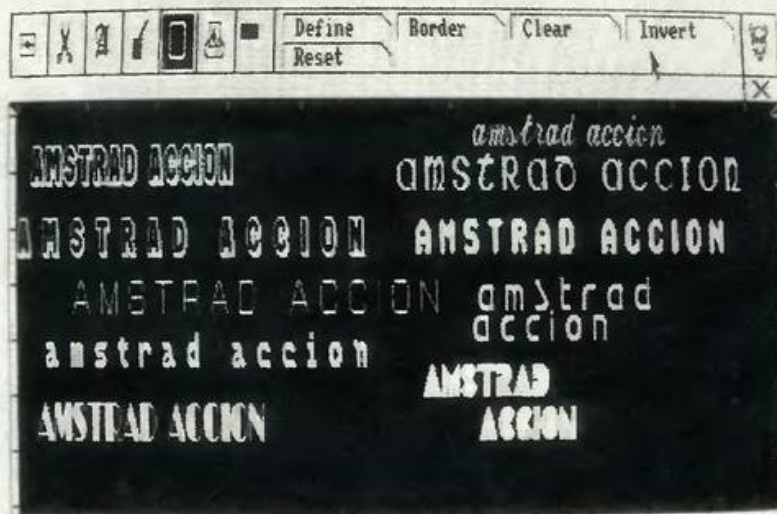 Define Border Clear Invert
Reset
AMSTRAD ACCION
AMSTRAD ACCION
AMSTRAD ACCION
amstrad accion
AMSTRAD ACCION
amstrad accion
amstrad accion
AMSTRAD ACCION
amstrad
accion
AMSTRAD
ACCION